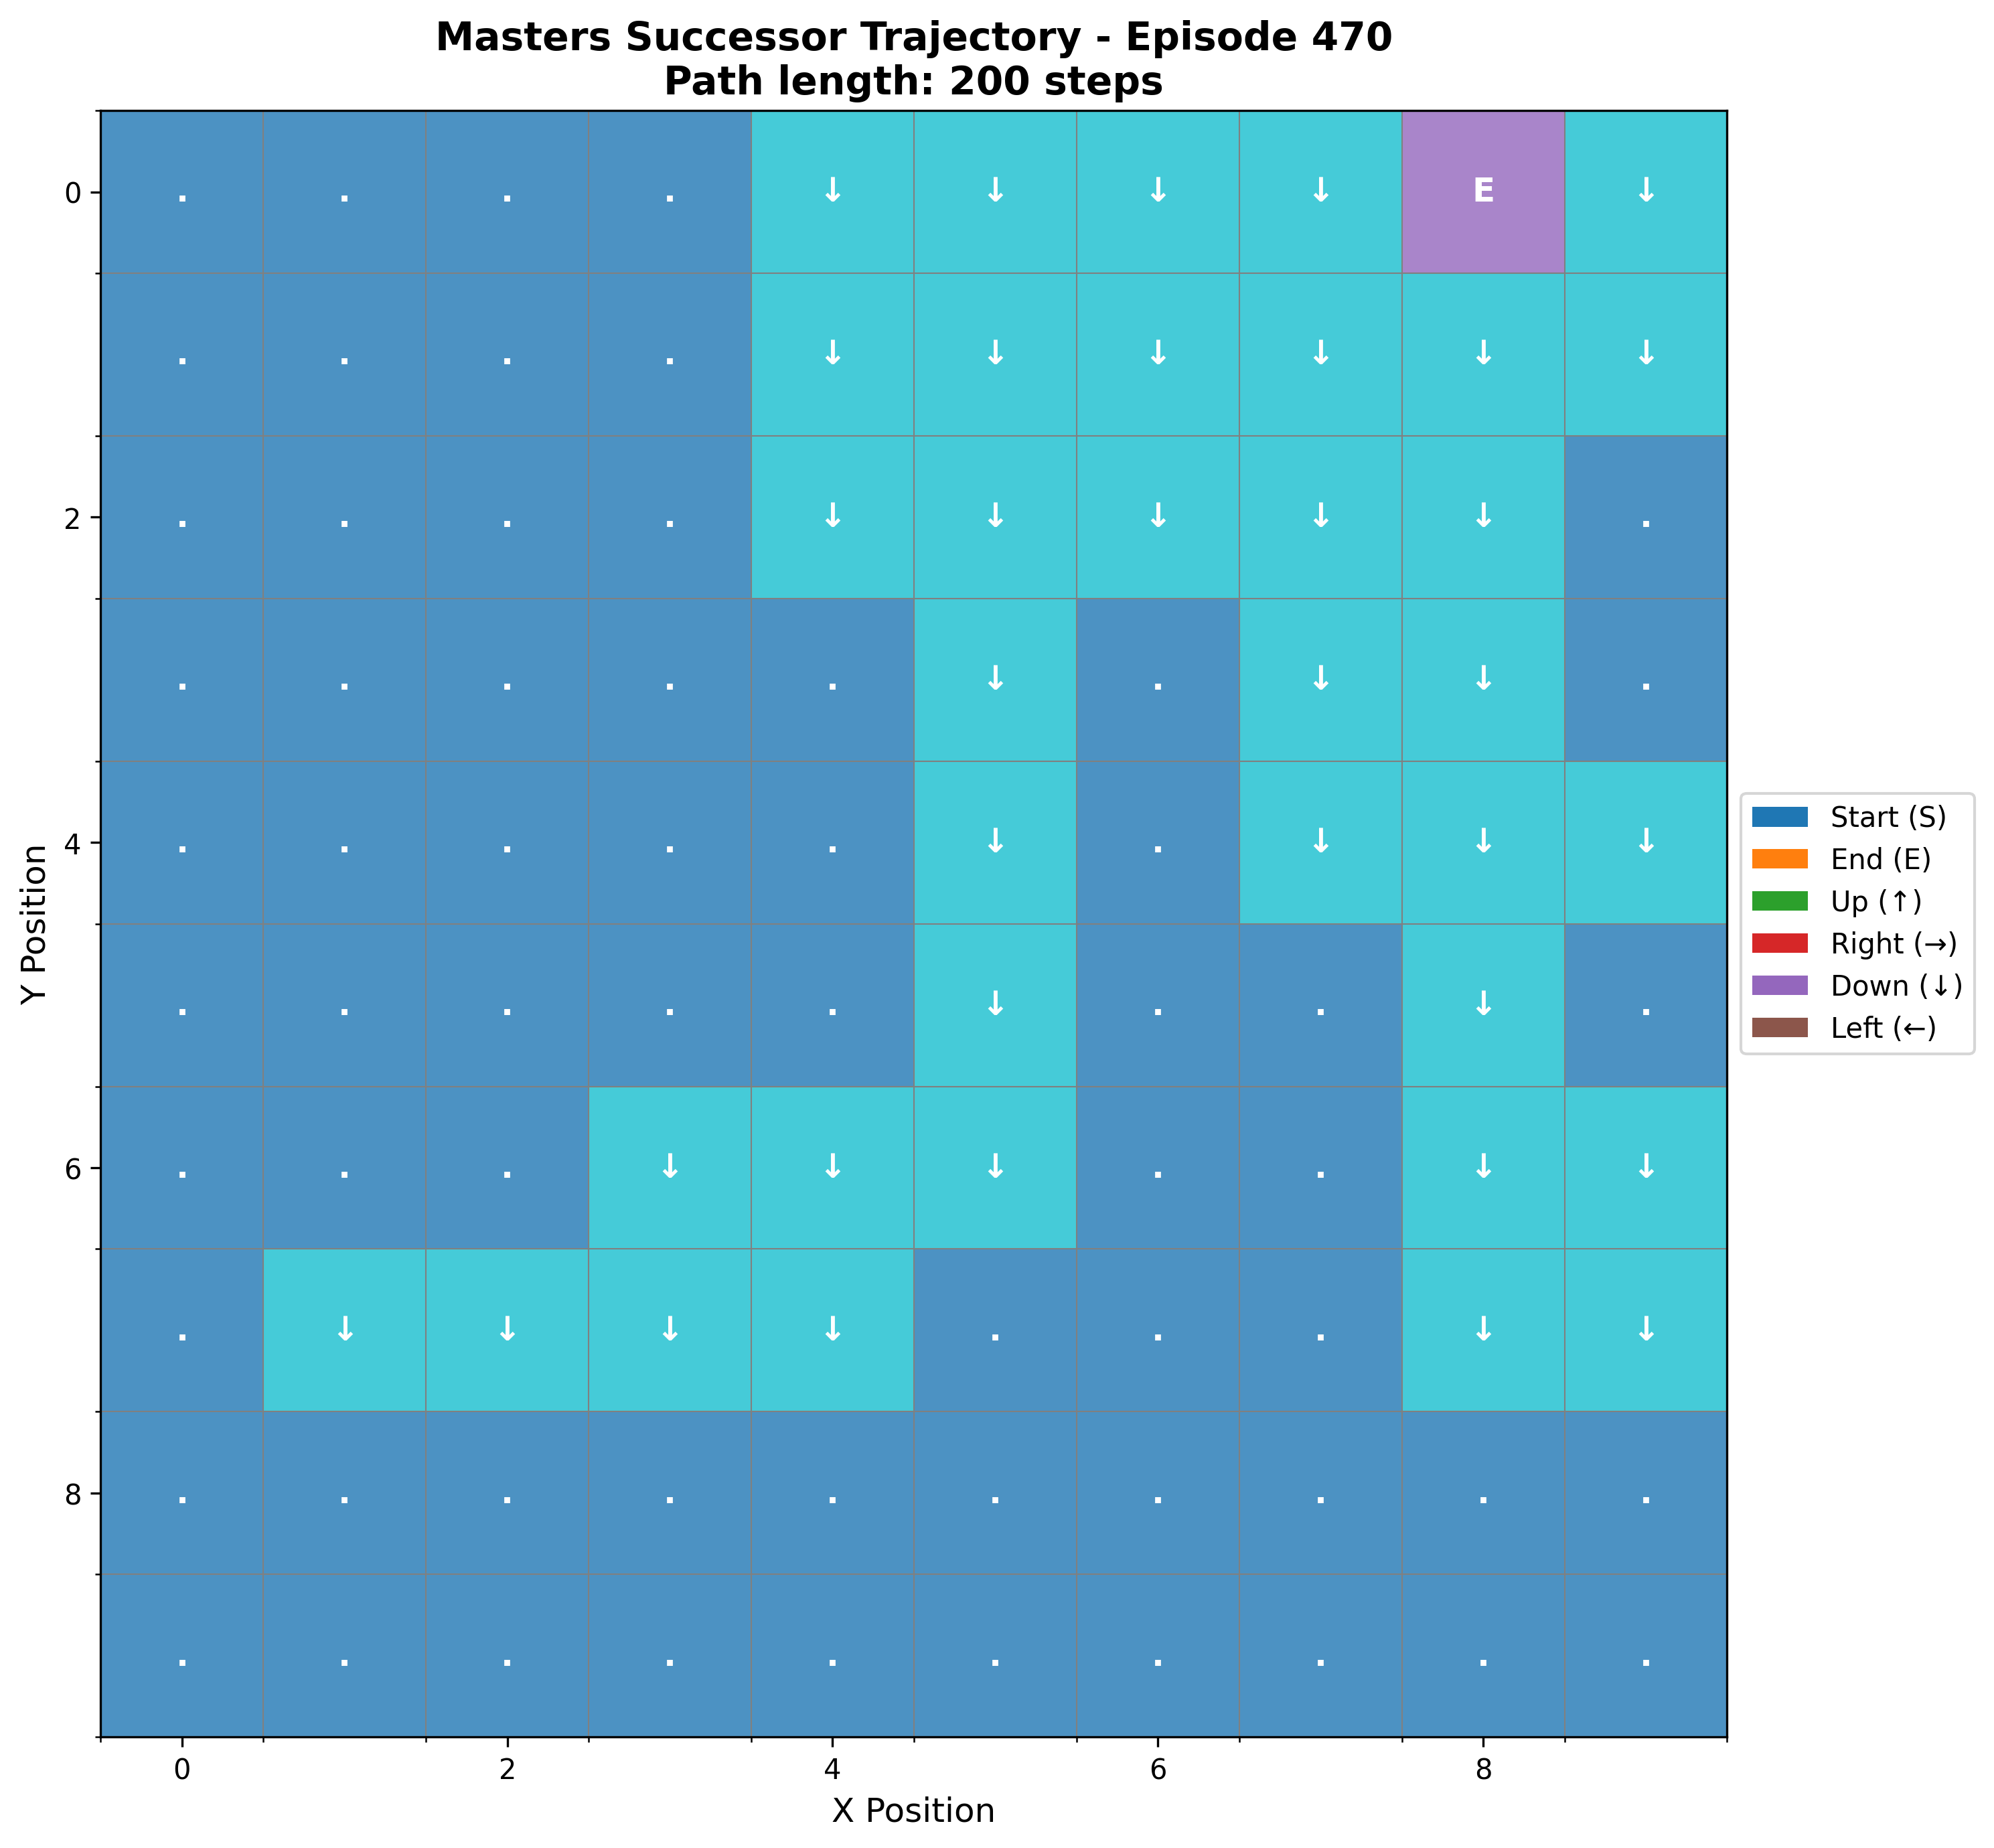 Masters Successor Trajectory - Episode 470
Path length: 200 steps
0 . . . . ↓ ↓ ↓ ↓ E ↓
. . . . ↓ ↓ ↓ ↓ ↓ ↓
2 . . . . ↓ ↓ ↓ ↓ ↓ .
. . . . . ↓ . ↓ ↓ .
4 . . . . . ↓ . ↓ ↓ ↓
. . . . . ↓ . . ↓ .
6 . . . ↓ ↓ ↓ . . ↓ ↓
. ↓ ↓ ↓ ↓ . . . ↓ ↓
8 . . . . . . . . . .
. . . . . . . . . .
0 2 4 6 8
X Position
Y Position
Start (S)
End (E)
Up (↑)
Right (→)
Down (↓)
Left (←)